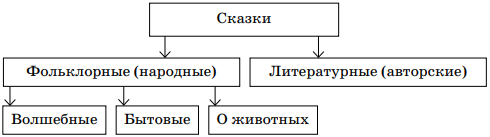 Сказки
Фольклорные (народные)
Литературные (авторские)
Волшебные
Бытовые
О животных